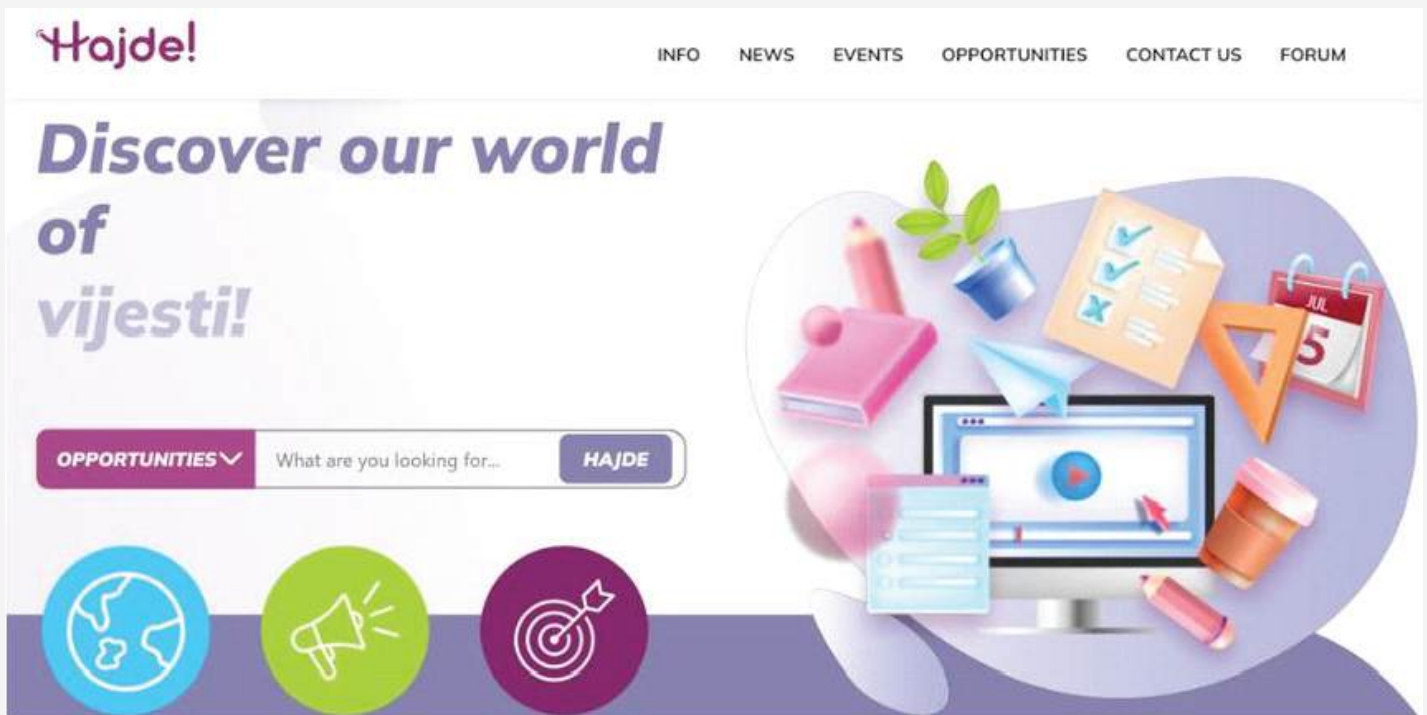 Hajde!
INFO NEWS EVENTS OPPORTUNITIES CONTACT US FORUM
Discover our world
of
vijesti!
OPPORTUNITIES What are you looking for... HAJDE
JUL
5